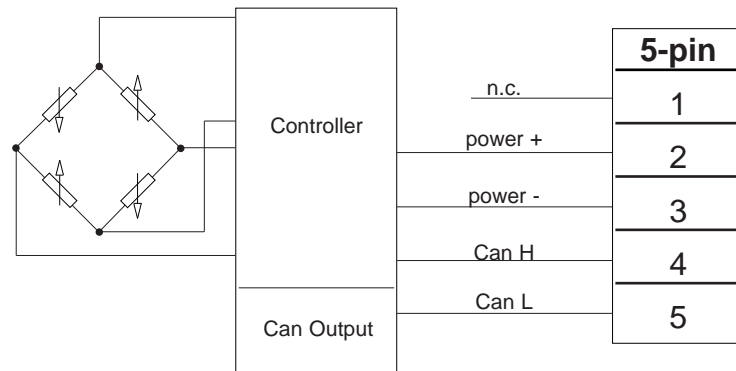 5-pin
n.c.
1
Controller
power +
2
power -
3
Can H
4
Can L
5
Can Output